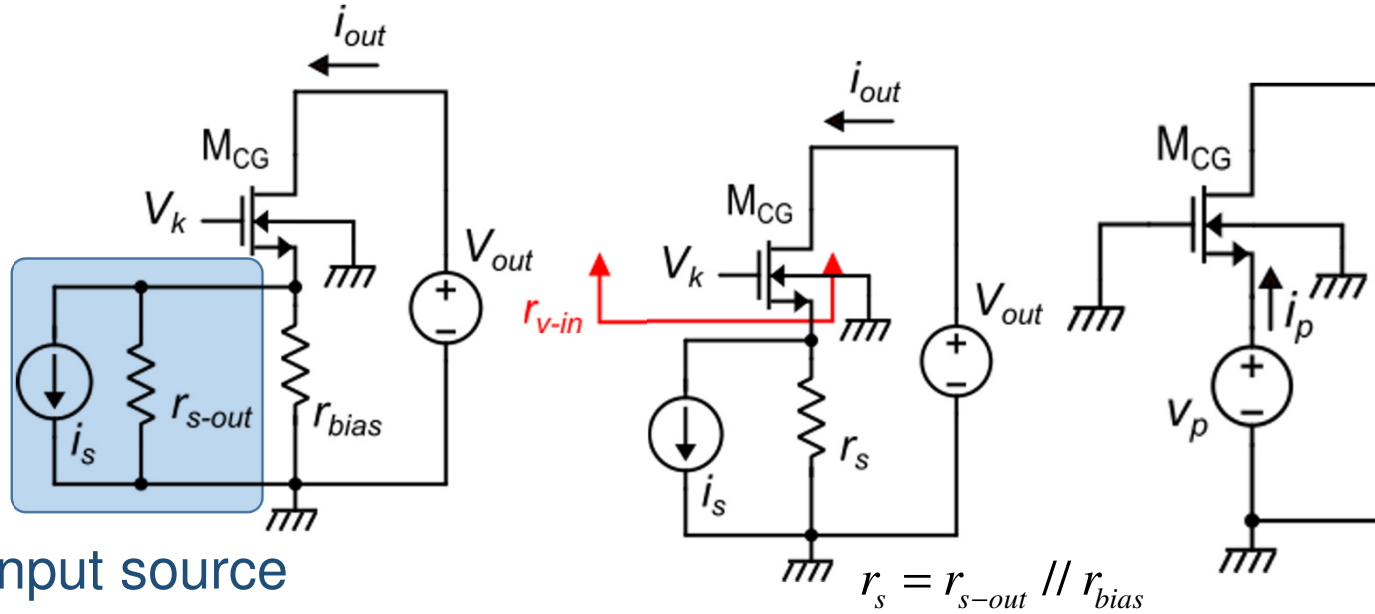 i_out
M_CG
V_k
V_out
i_s
r_s-out
r_bias
nput source
i_out
M_CG
V_k
r_v-in
V_out
r_s
i_s
r_s = r_s-out // r_bias
M_CG
i_p
v_p
+
−
+
−
+
−